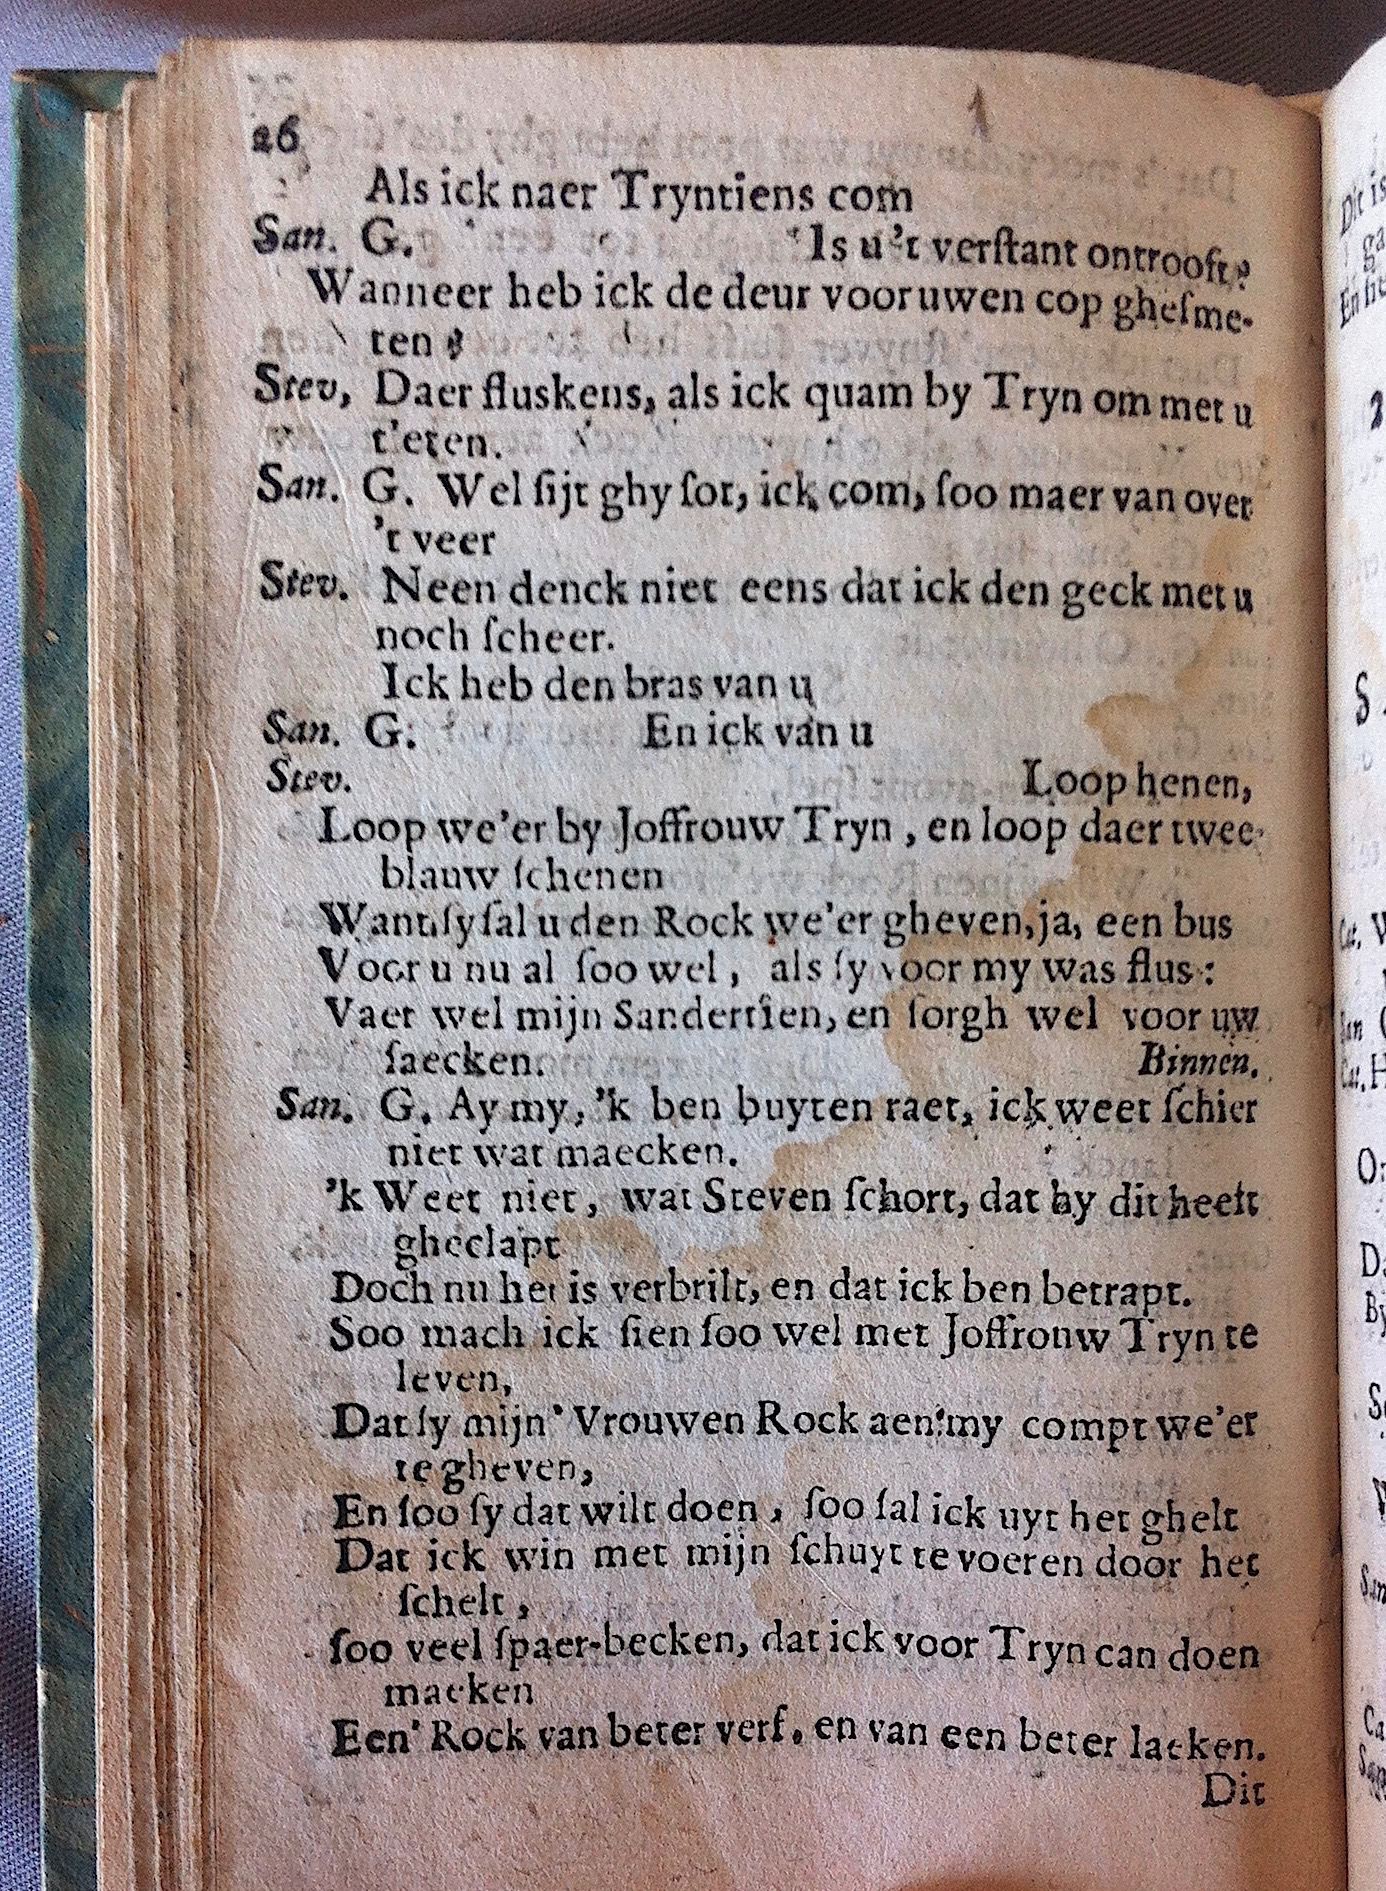 26
Als ick naer Tryntiens com
San. G. Is u 't verſtant ontrooft?
Wanneer heb ick de deur voor uwen cop gheſme-
ten?
Stev, Daer fluskens, als ick quam by Tryn om met u
t'eten.
San. G. Wel ſijt ghy ſot, ick com, ſoo maer van over
't veer
Stev. Neen denck niet eens dat ick den geck met u
noch ſcheer.
Ick heb den bras van u
San. G. En ick van u
Stev. Loop henen,
Loop we'er by Joffrouw Tryn, en loop daer twee
blauw ſchenen
Want ſy ſal u den Rock we'er gheven, ja, een bus
Voor u nu al ſoo wel, als ſy voor my was flus:
Vaer wel mijn Sandertien, en ſorgh wel voor uw
ſaecken. Binnen.
San. G. Ay my, 'k ben buyten raet, ick weet ſchier
niet wat maecken.
'k Weet niet, wat Steven ſchort, dat hy dit heeft
gheclapt
Doch nu het is verbrilt, en dat ick ben betrapt.
Soo mach ick ſien ſoo wel met Joffronw Tryn te
leven,
Dat ſy mijn' Vrouwen Rock aen my compt we'er
te gheven,
En ſoo ſy dat wilt doen, ſoo ſal ick uyt het ghelt
Dat ick win met mijn ſchuyt te voeren door het
ſchelt,
ſoo veel ſpaer-becken, dat ick voor Tryn can doen
maeken
Een' Rock van beter verf, en van een beter laeken.
Dit